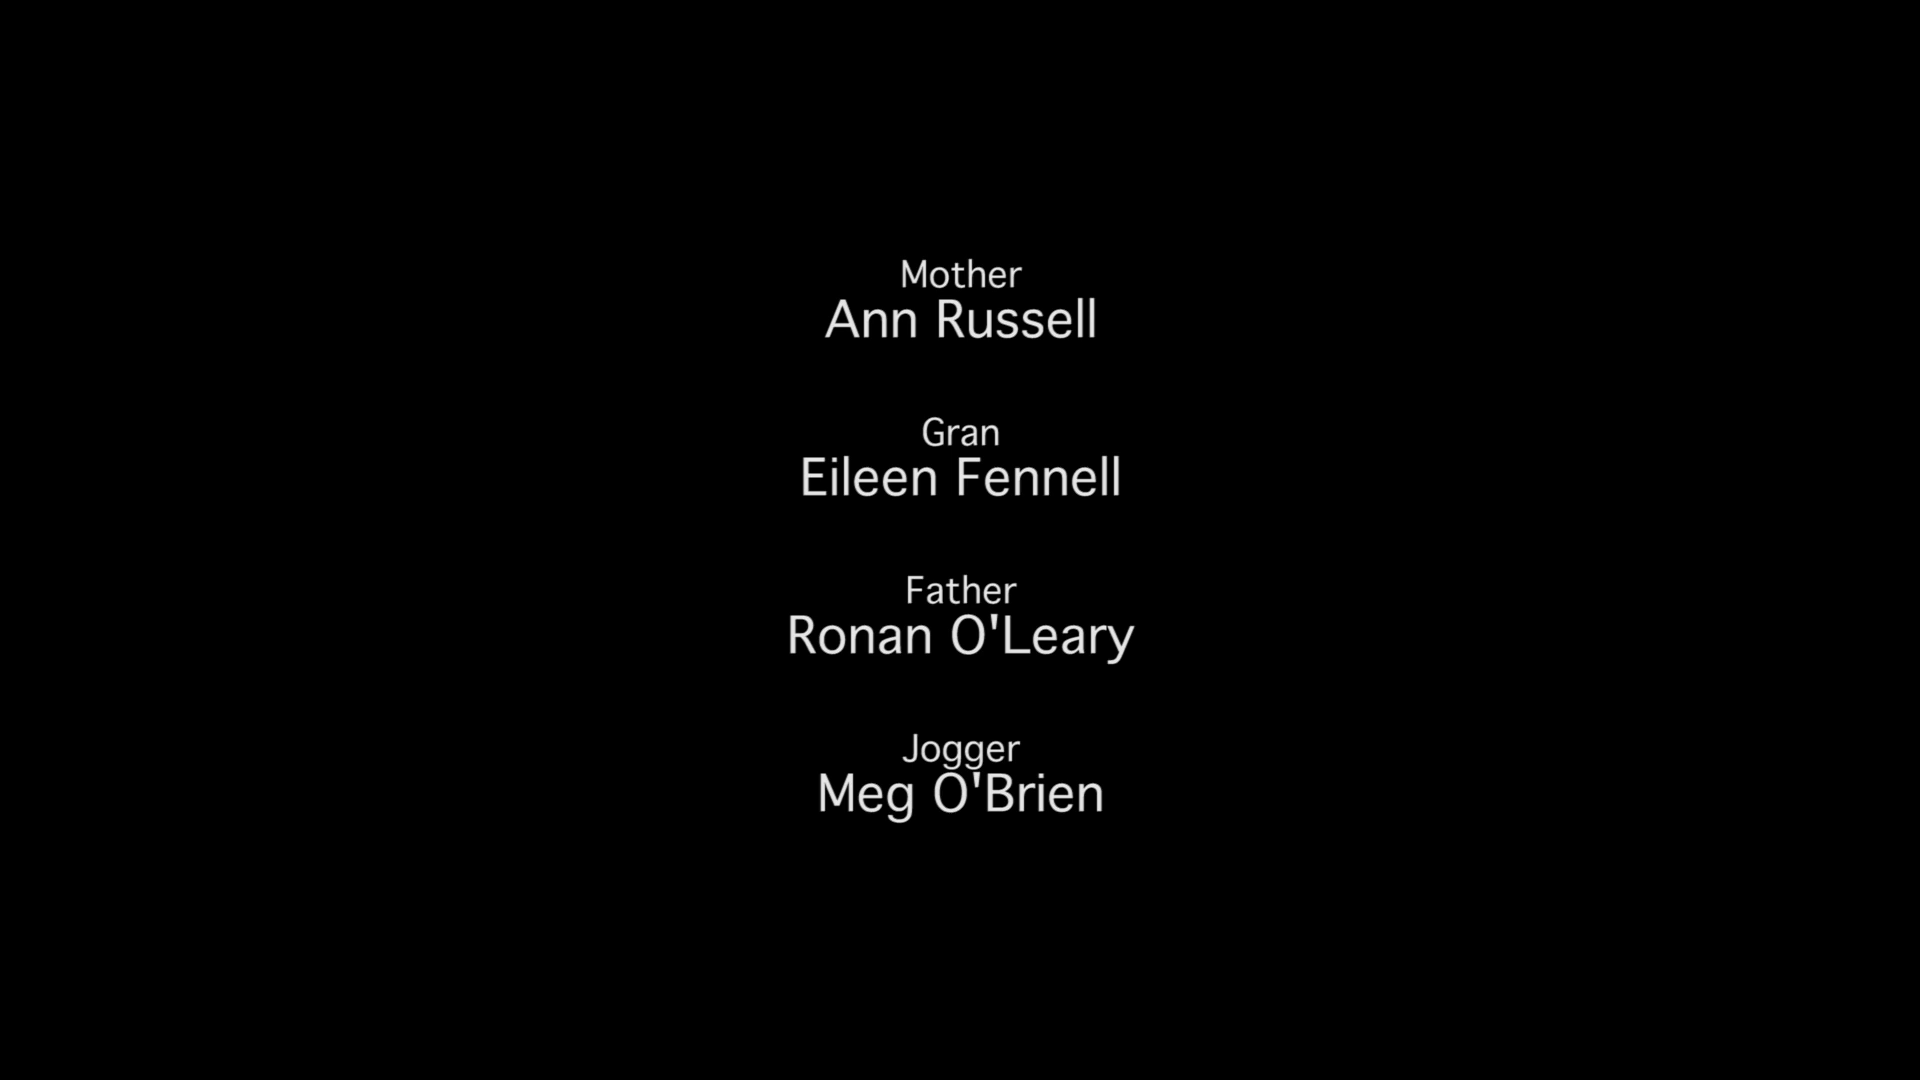 Mother
Ann Russell
Gran
Eileen Fennell
Father
Ronan O'Leary
Jogger
Meg O'Brien